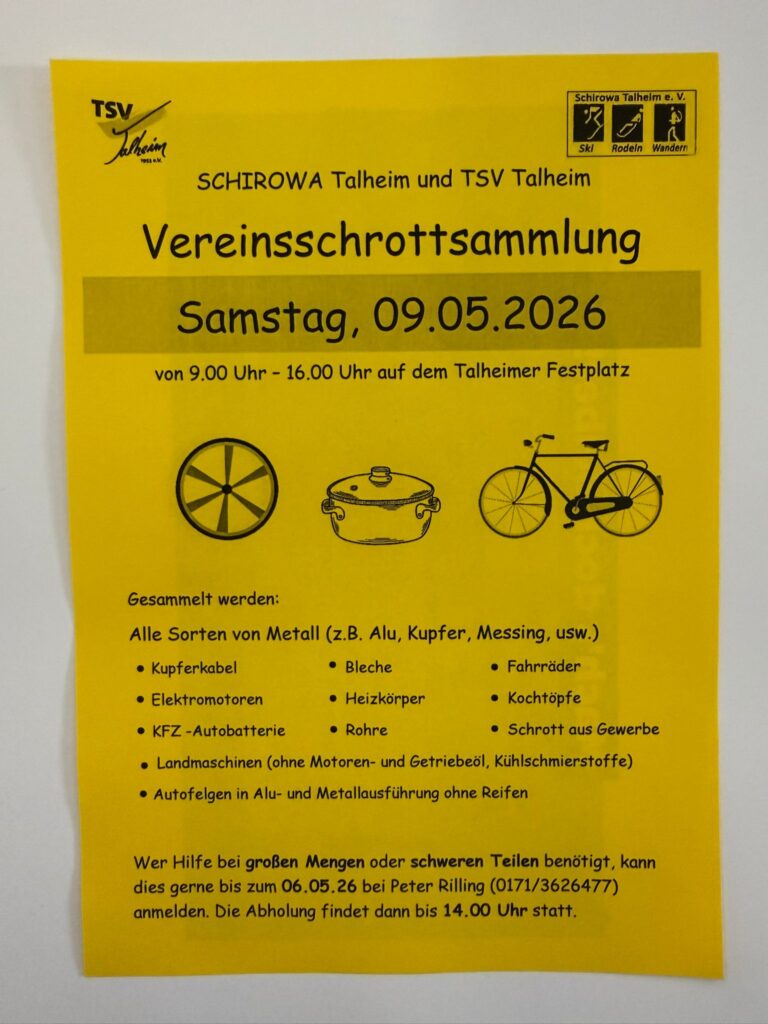 TSV
Talheim
1952 e.V.
Schirowa Talheim e. V.
Ski Rodeln Wandern
SCHIROWA Talheim und TSV Talheim
Vereinsschrottsammlung
Samstag, 09.05.2026
von 9.00 Uhr – 16.00 Uhr auf dem Talheimer Festplatz
Gesammelt werden:
Alle Sorten von Metall (z.B. Alu, Kupfer, Messing, usw.)
• Kupferkabel • Bleche • Fahrräder
• Elektromotoren • Heizkörper • Kochtöpfe
• KFZ -Autobatterie • Rohre • Schrott aus Gewerbe
• Landmaschinen (ohne Motoren- und Getriebeöl, Kühlschmierstoffe)
• Autofelgen in Alu- und Metallausführung ohne Reifen
Wer Hilfe bei großen Mengen oder schweren Teilen benötigt, kann
dies gerne bis zum 06.05.26 bei Peter Rilling (0171/3626477)
anmelden. Die Abholung findet dann bis 14.00 Uhr statt.